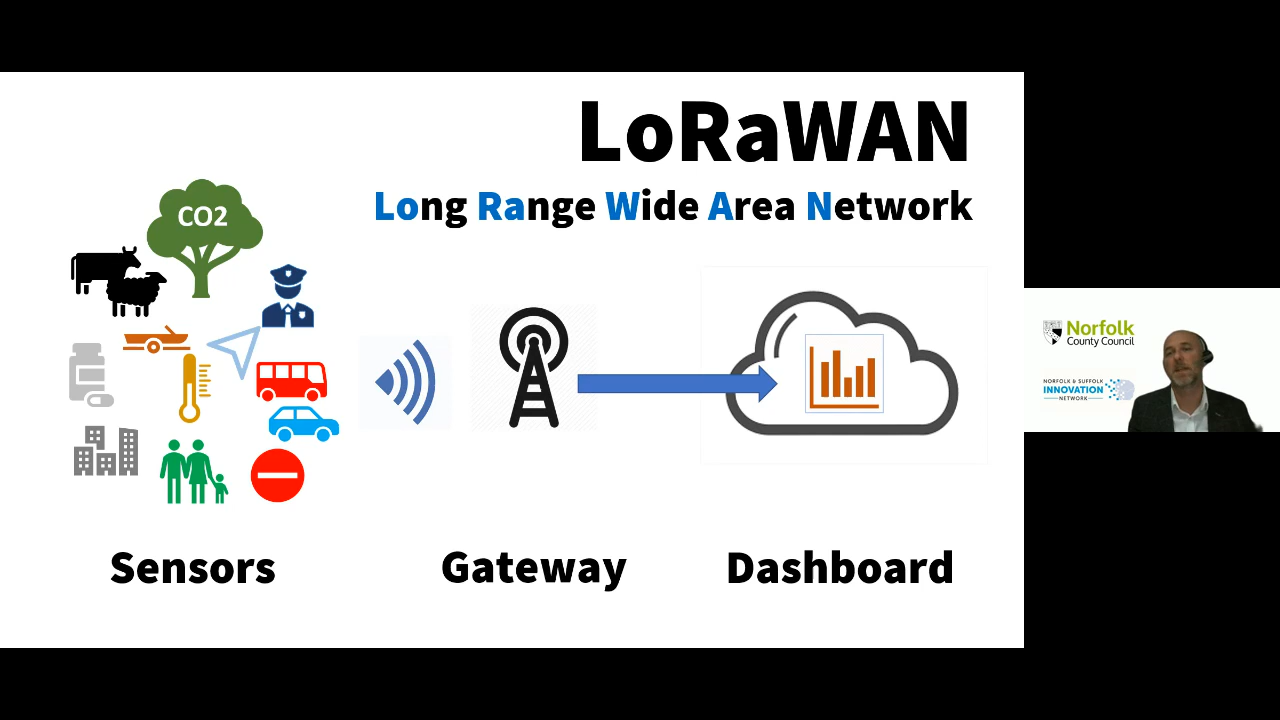 LoRaWAN
Long Range Wide Area Network
CO2
Sensors
Gateway
Dashboard
Norfolk
County Council
NORFOLK & SUFFOLK
INNOVATION
NETWORK